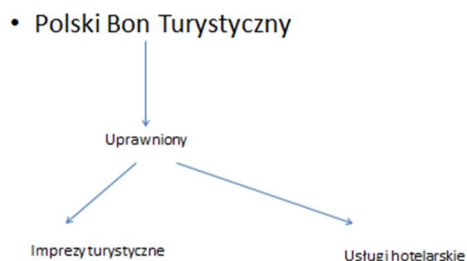 • Polski Bon Turystyczny
Uprawniony
Imprezy turystyczne
Usługi hotelarskie